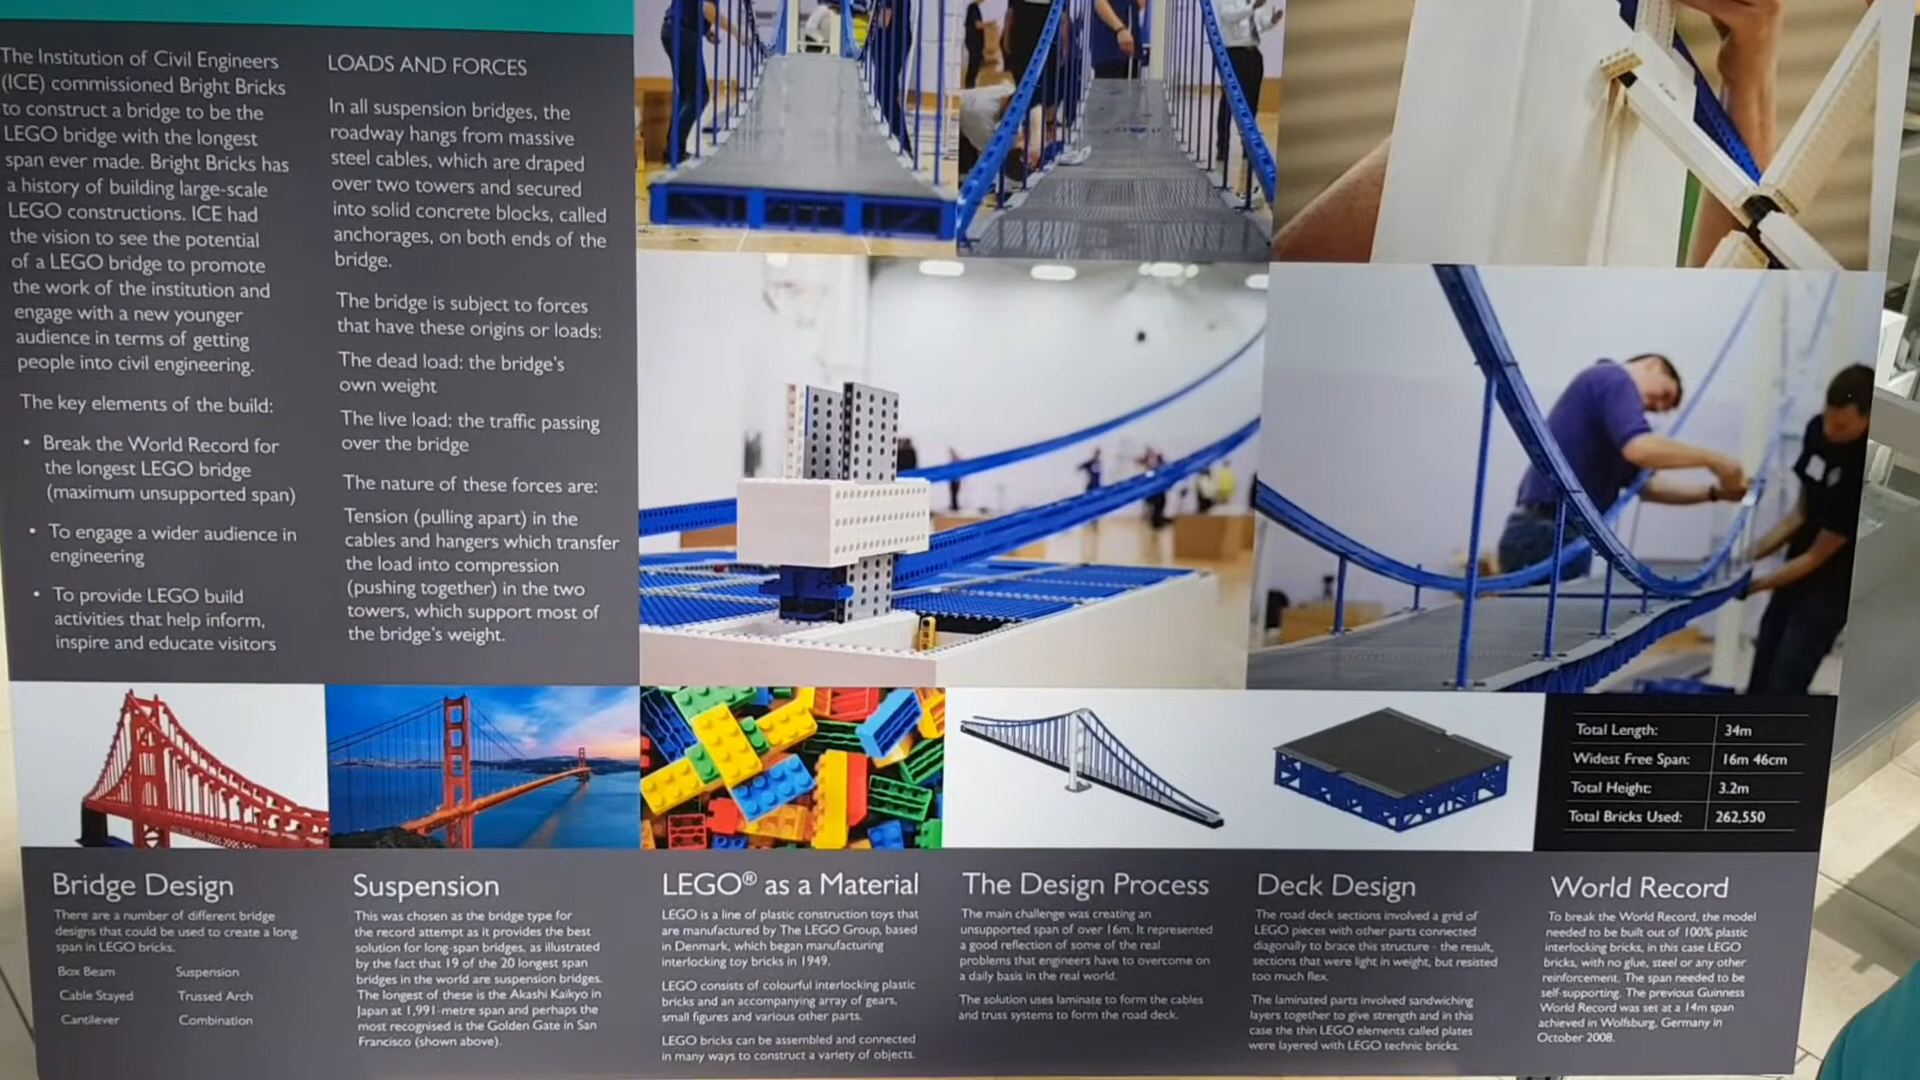 The Institution of Civil Engineers
(ICE) commissioned Bright Bricks
to construct a bridge to be the
LEGO bridge with the longest
span ever made. Bright Bricks has
a history of building large-scale
LEGO constructions. ICE had
the vision to see the potential
of a LEGO bridge to promote
the work of the institution and
engage with a new younger
audience in terms of getting
people into civil engineering.
The key elements of the build:
• Break the World Record for
the longest LEGO bridge
(maximum unsupported span)
• To engage a wider audience in
engineering
• To provide LEGO build
activities that help inform,
inspire and educate visitors
LOADS AND FORCES
In all suspension bridges, the
roadway hangs from massive
steel cables, which are draped
over two towers and secured
into solid concrete blocks, called
anchorages, on both ends of the
bridge.
The bridge is subject to forces
that have these origins or loads:
The dead load: the bridge's
own weight
The live load: the traffic passing
over the bridge
The nature of these forces are:
Tension (pulling apart) in the
cables and hangers which transfer
the load into compression
(pushing together) in the two
towers, which support most of
the bridge's weight.
Total Length: 34m
Widest Free Span: 16m 46cm
Total Height: 3.2m
Total Bricks Used: 262,550
Bridge Design
There are a number of different bridge
designs that could be used to create a long
span in LEGO bricks.
Box Beam Suspension
Cable Stayed Trussed Arch
Cantilever Combination
Suspension
This was chosen as the bridge type for
the record attempt as it provides the best
solution for long-span bridges, as illustrated
by the fact that 19 of the 20 longest span
bridges in the world are suspension bridges.
The longest of these is the Akashi Kaikyo in
Japan at 1,991-metre span and perhaps the
most recognised is the Golden Gate in San
Francisco (shown above).
LEGO® as a Material
LEGO is a line of plastic construction toys that
are manufactured by The LEGO Group, based
in Denmark, which began manufacturing
interlocking toy bricks in 1949.
LEGO consists of colourful interlocking plastic
bricks and an accompanying array of gears,
small figures and various other parts.
LEGO bricks can be assembled and connected
in many ways to construct a variety of objects.
The Design Process
The main challenge was creating an
unsupported span of over 16m. It represented
a good reflection of some of the real
problems that engineers have to overcome on
a daily basis in the real world.
The solution uses laminate to form the cables
and truss systems to form the road deck.
Deck Design
The road deck sections involved a grid of
LEGO pieces with other parts connected
diagonally to brace this structure - the result,
sections that were light in weight, but resisted
too much flex.
The laminated parts involved sandwiching
layers together to give strength and in this
case the thin LEGO elements called plates
were layered with LEGO technic bricks.
World Record
To break the World Record, the model
needed to be built out of 100% plastic
interlocking bricks, in this case LEGO
bricks, with no glue, steel or any other
reinforcement. The span needed to be
self-supporting. The previous Guinness
World Record was set at a 14m span
achieved in Wolfsburg, Germany in
October 2008.